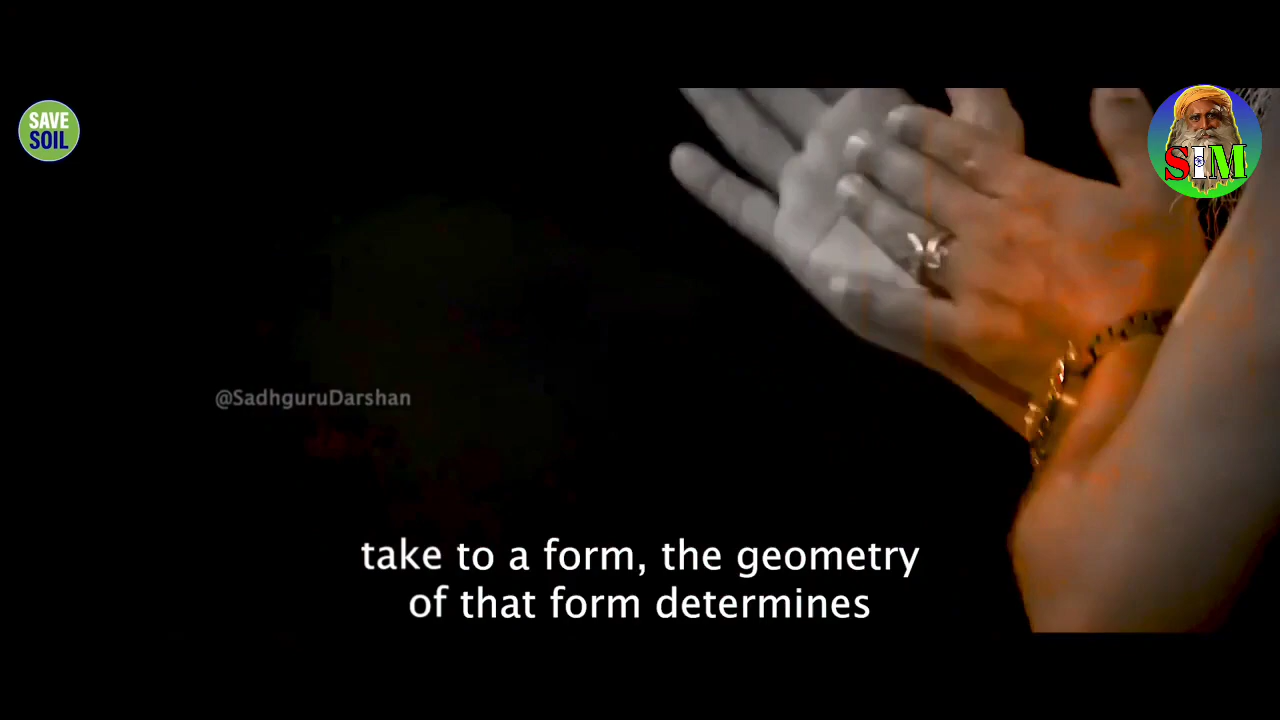 SAVE
SOIL
SIM
@SadhguruDarshan
take to a form, the geometry
of that form determines